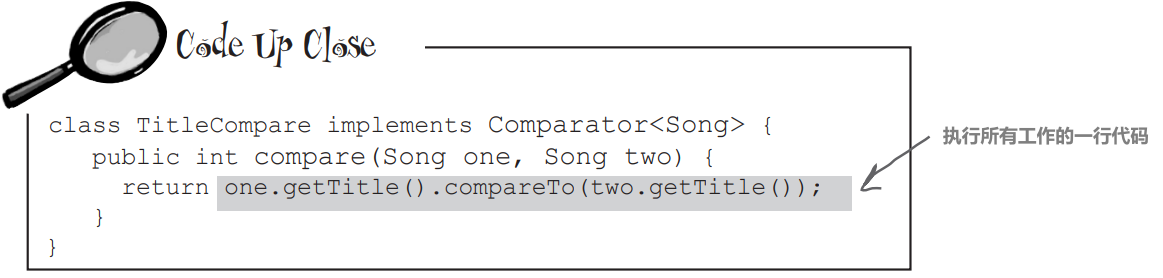 Code Up Close
class TitleCompare implements Comparator<Song> {
public int compare(Song one, Song two) {
return one.getTitle().compareTo(two.getTitle());
}
}
执行所有工作的一行代码